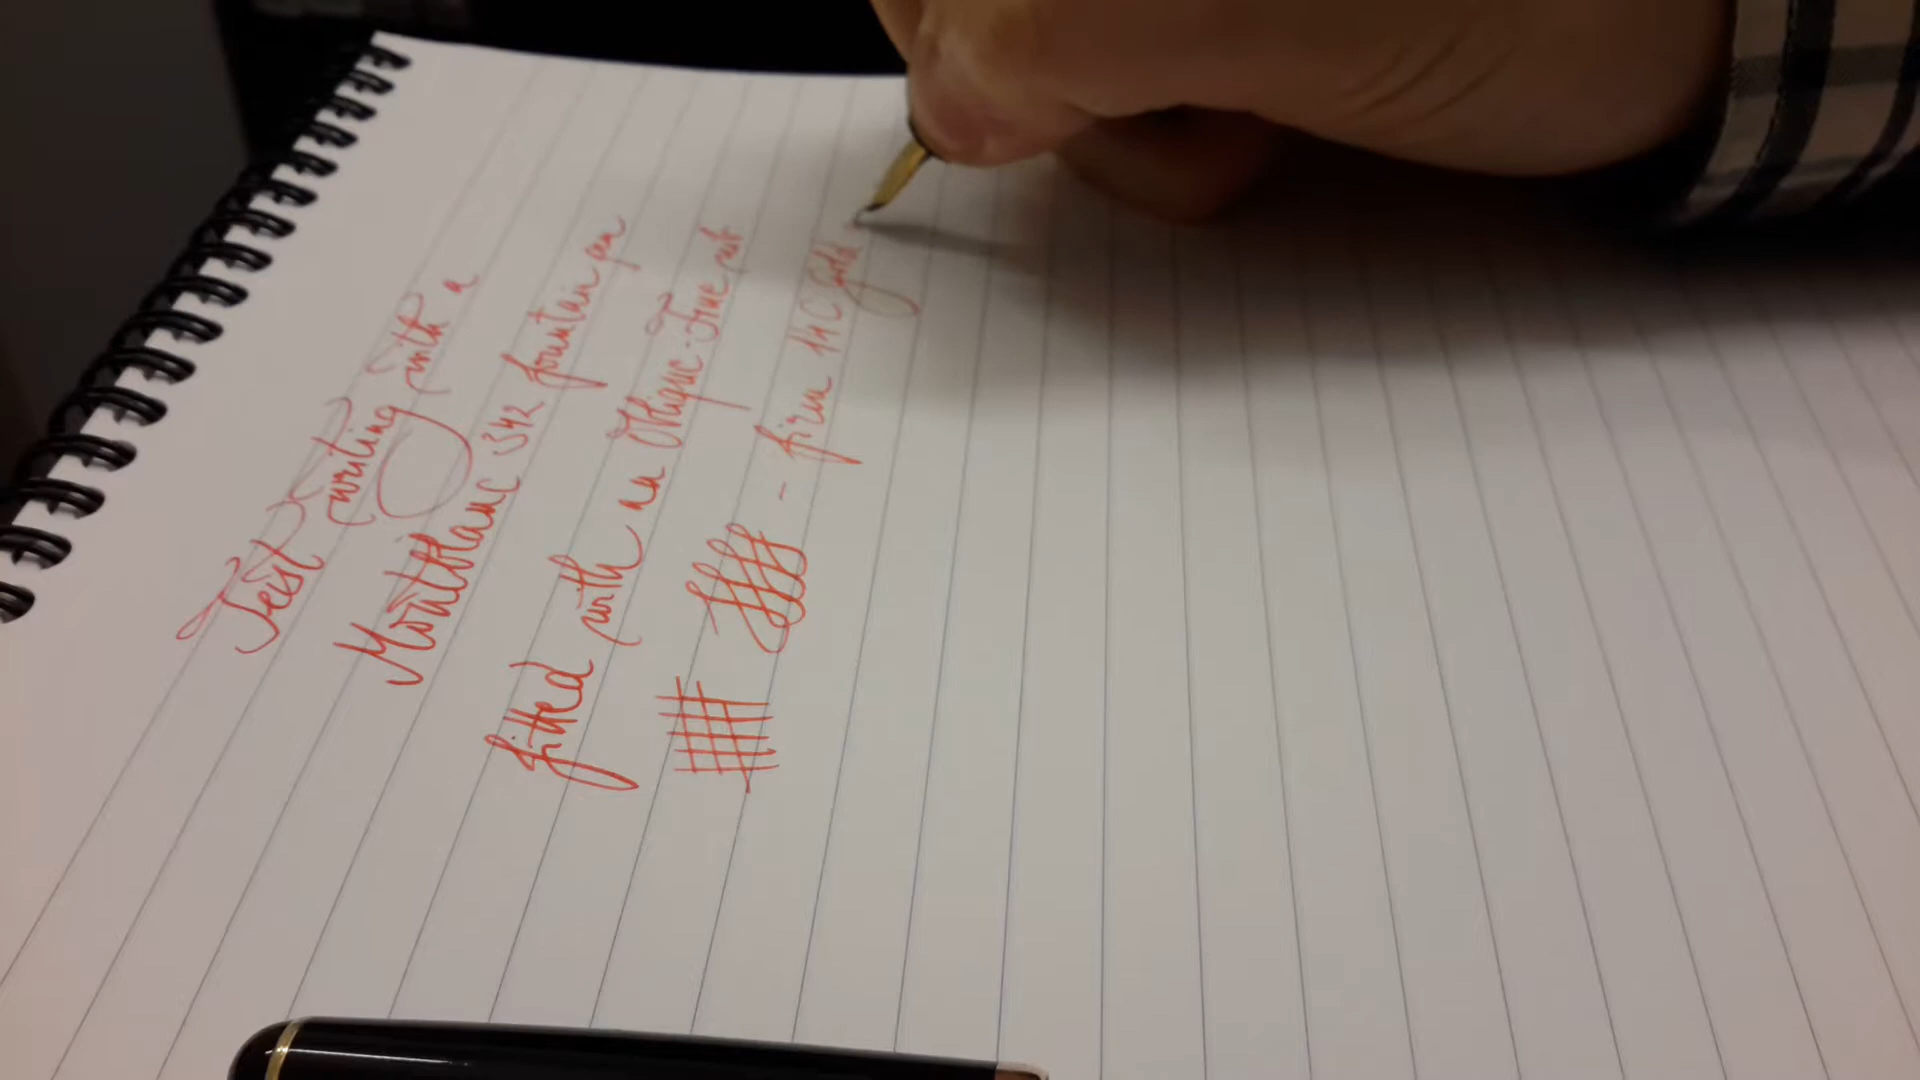 Test writing with a
Montblanc 342 fountain pen
fitted with an Oblique-Fine nib
- firm 14C gold